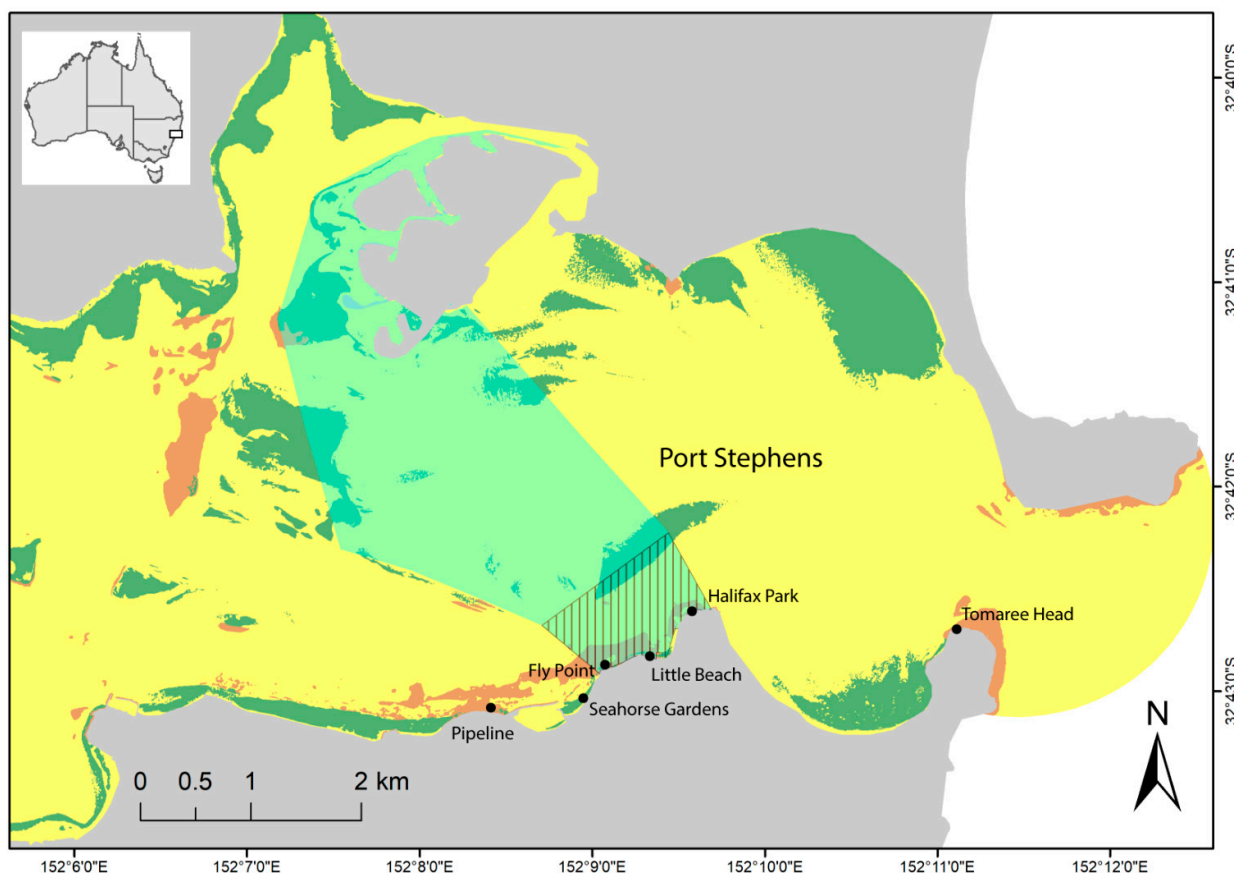 32°40'0"S
32°41'0"S
Port Stephens
32°42'0"S
Halifax Park
Tomaree Head
Fly Point
Little Beach
32°43'0"S
Seahorse Gardens
Pipeline
N
0 0.5 1 2 km
152°6'0"E 152°7'0"E 152°8'0"E 152°9'0"E 152°10'0"E 152°11'0"E 152°12'0"E